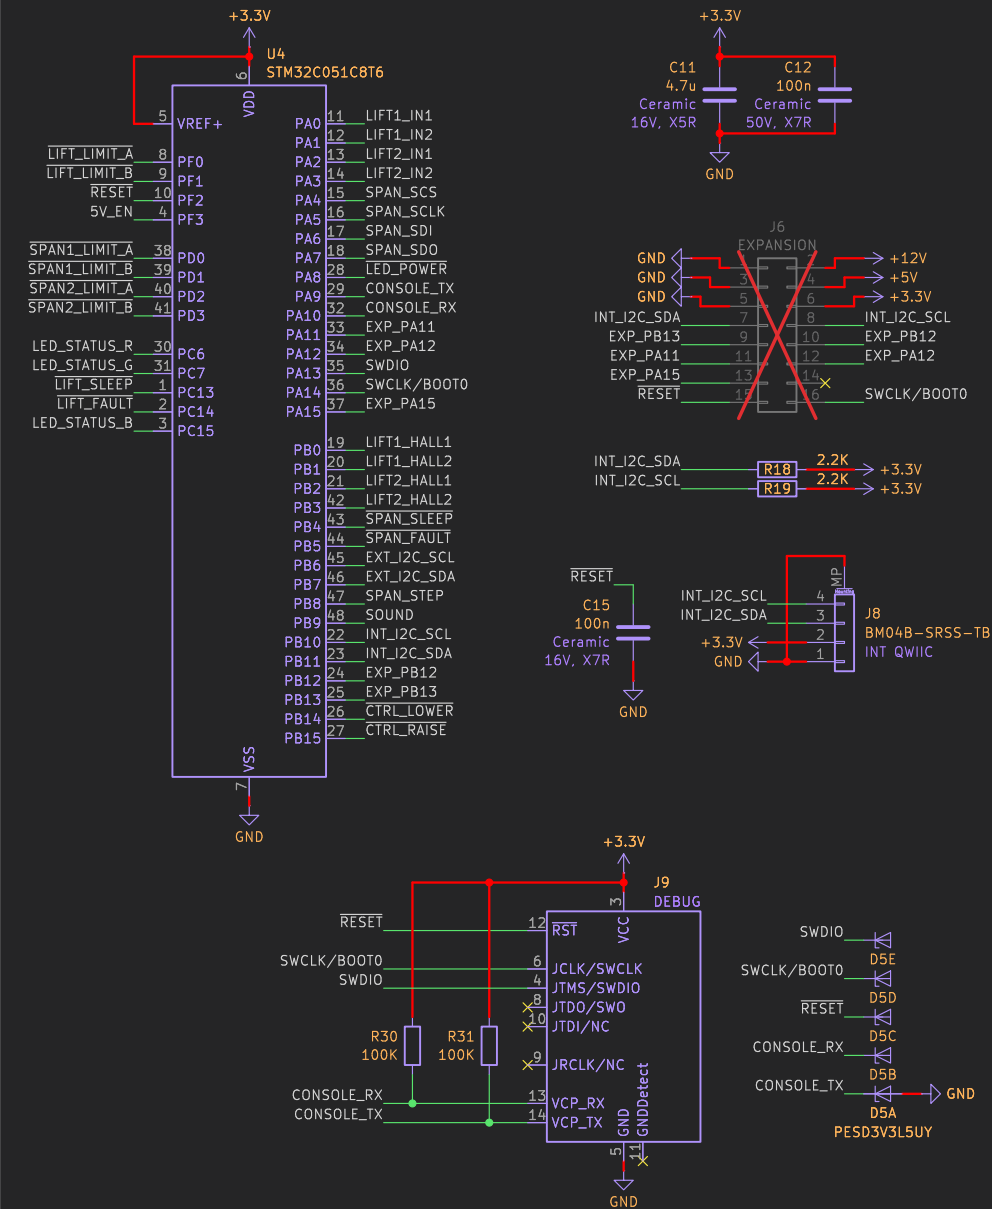 +3.3V
U4
STM32C051C8T6
6
VDD
5 VREF+
LIFT_LIMIT_A 8 PF0
LIFT_LIMIT_B 9 PF1
RESET 10 PF2
5V_EN 4 PF3
SPAN1_LIMIT_A 38 PD0
SPAN1_LIMIT_B 39 PD1
SPAN2_LIMIT_A 40 PD2
SPAN2_LIMIT_B 41 PD3
LED_STATUS_R 30 PC6
LED_STATUS_G 31 PC7
LIFT_SLEEP 1 PC13
LIFT_FAULT 2 PC14
LED_STATUS_B 3 PC15
PA0 11 LIFT1_IN1
PA1 12 LIFT1_IN2
PA2 13 LIFT2_IN1
PA3 14 LIFT2_IN2
PA4 15 SPAN_SCS
PA5 16 SPAN_SCLK
PA6 17 SPAN_SDI
PA7 18 SPAN_SDO
PA8 28 LED_POWER
PA9 29 CONSOLE_TX
PA10 32 CONSOLE_RX
PA11 33 EXP_PA11
PA12 34 EXP_PA12
PA13 35 SWDIO
PA14 36 SWCLK/BOOT0
PA15 37 EXP_PA15
PB0 19 LIFT1_HALL1
PB1 20 LIFT1_HALL2
PB2 21 LIFT2_HALL1
PB3 42 LIFT2_HALL2
PB4 43 SPAN_SLEEP
PB5 44 SPAN_FAULT
PB6 45 EXT_I2C_SCL
PB7 46 EXT_I2C_SDA
PB8 47 SPAN_STEP
PB9 48 SOUND
PB10 22 INT_I2C_SCL
PB11 23 INT_I2C_SDA
PB12 24 EXP_PB12
PB13 25 EXP_PB13
PB14 26 CTRL_LOWER
PB15 27 CTRL_RAISE
VSS
7
GND
+3.3V
C11
4.7u
Ceramic
16V, X5R
C12
100n
Ceramic
50V, X7R
GND
J6
EXPANSION
GND 1 2 +12V
GND 3 4 +5V
GND 5 6 +3.3V
INT_I2C_SDA 7 8 INT_I2C_SCL
EXP_PB13 9 10 EXP_PB12
EXP_PA11 11 12 EXP_PA12
EXP_PA15 13 14
RESET 15 16 SWCLK/BOOT0
INT_I2C_SDA R18 2.2K +3.3V
INT_I2C_SCL R19 2.2K +3.3V
RESET
C15
100n
Ceramic
16V, X7R
GND
MP
INT_I2C_SCL 4
INT_I2C_SDA 3
+3.3V 2
GND 1
J8
BM04B-SRSS-TB
INT QWIIC
+3.3V
J9
DEBUG
3
VCC
RESET 12 RST
SWCLK/BOOT0 6 JCLK/SWCLK
SWDIO 4 JTMS/SWDIO
8 JTDO/SWO
10 JTDI/NC
9 JRCLK/NC
R30
100K
R31
100K
CONSOLE_RX 13 VCP_RX
CONSOLE_TX 14 VCP_TX
GND
GNDDetect
5
11
GND
SWDIO
D5E
SWCLK/BOOT0
D5D
RESET
D5C
CONSOLE_RX
D5B
CONSOLE_TX
GND
D5A
PESD3V3L5UY